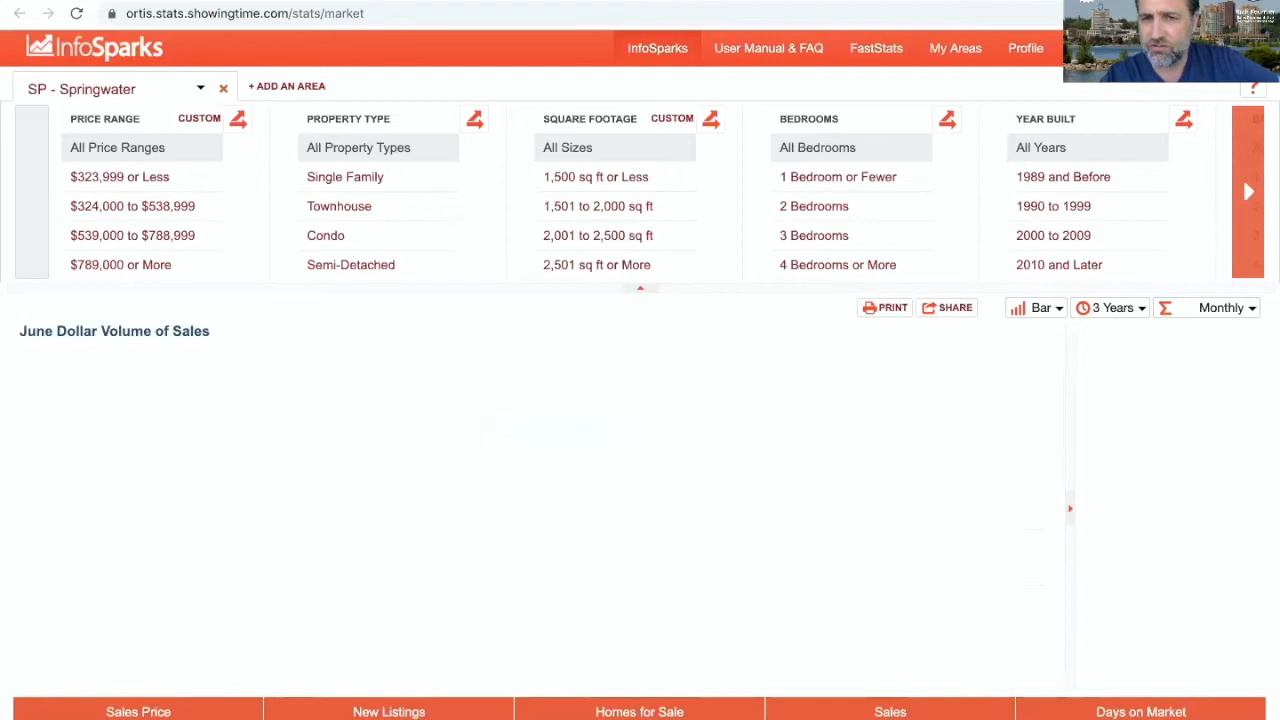 ortis.stats.showingtime.com/stats/market
InfoSparks
InfoSparks
User Manual & FAQ
FastStats
My Areas
Profile
SP - Springwater
+ ADD AN AREA
?
PRICE RANGE
CUSTOM
All Price Ranges
$323,999 or Less
$324,000 to $538,999
$539,000 to $788,999
$789,000 or More
PROPERTY TYPE
All Property Types
Single Family
Townhouse
Condo
Semi-Detached
SQUARE FOOTAGE
CUSTOM
All Sizes
1,500 sq ft or Less
1,501 to 2,000 sq ft
2,001 to 2,500 sq ft
2,501 sq ft or More
BEDROOMS
All Bedrooms
1 Bedroom or Fewer
2 Bedrooms
3 Bedrooms
4 Bedrooms or More
YEAR BUILT
All Years
1989 and Before
1990 to 1999
2000 to 2009
2010 and Later
PRINT
SHARE
Bar
3 Years
Monthly
June Dollar Volume of Sales
Sales Price
New Listings
Homes for Sale
Sales
Days on Market